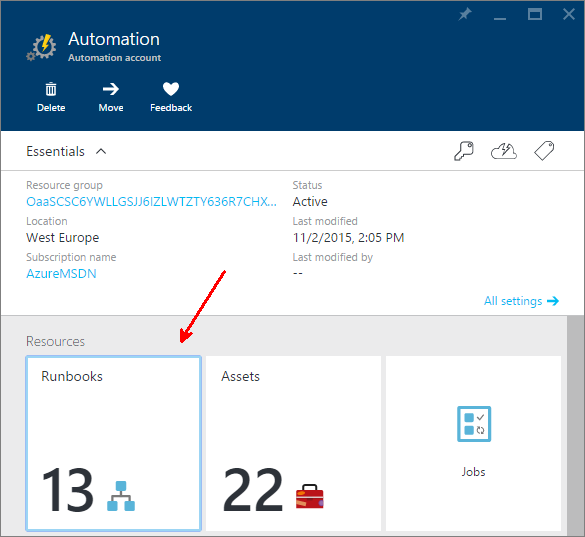 Automation
Automation account
Delete Move Feedback
Essentials
Resource group
OaaSCSC6YWLLGSJJ6IZLWTZTY636R7CHX...
Status
Active
Location
West Europe
Last modified
11/2/2015, 2:05 PM
Subscription name
AzureMSDN
Last modified by
--
All settings
Resources
Runbooks
13
Assets
22
Jobs